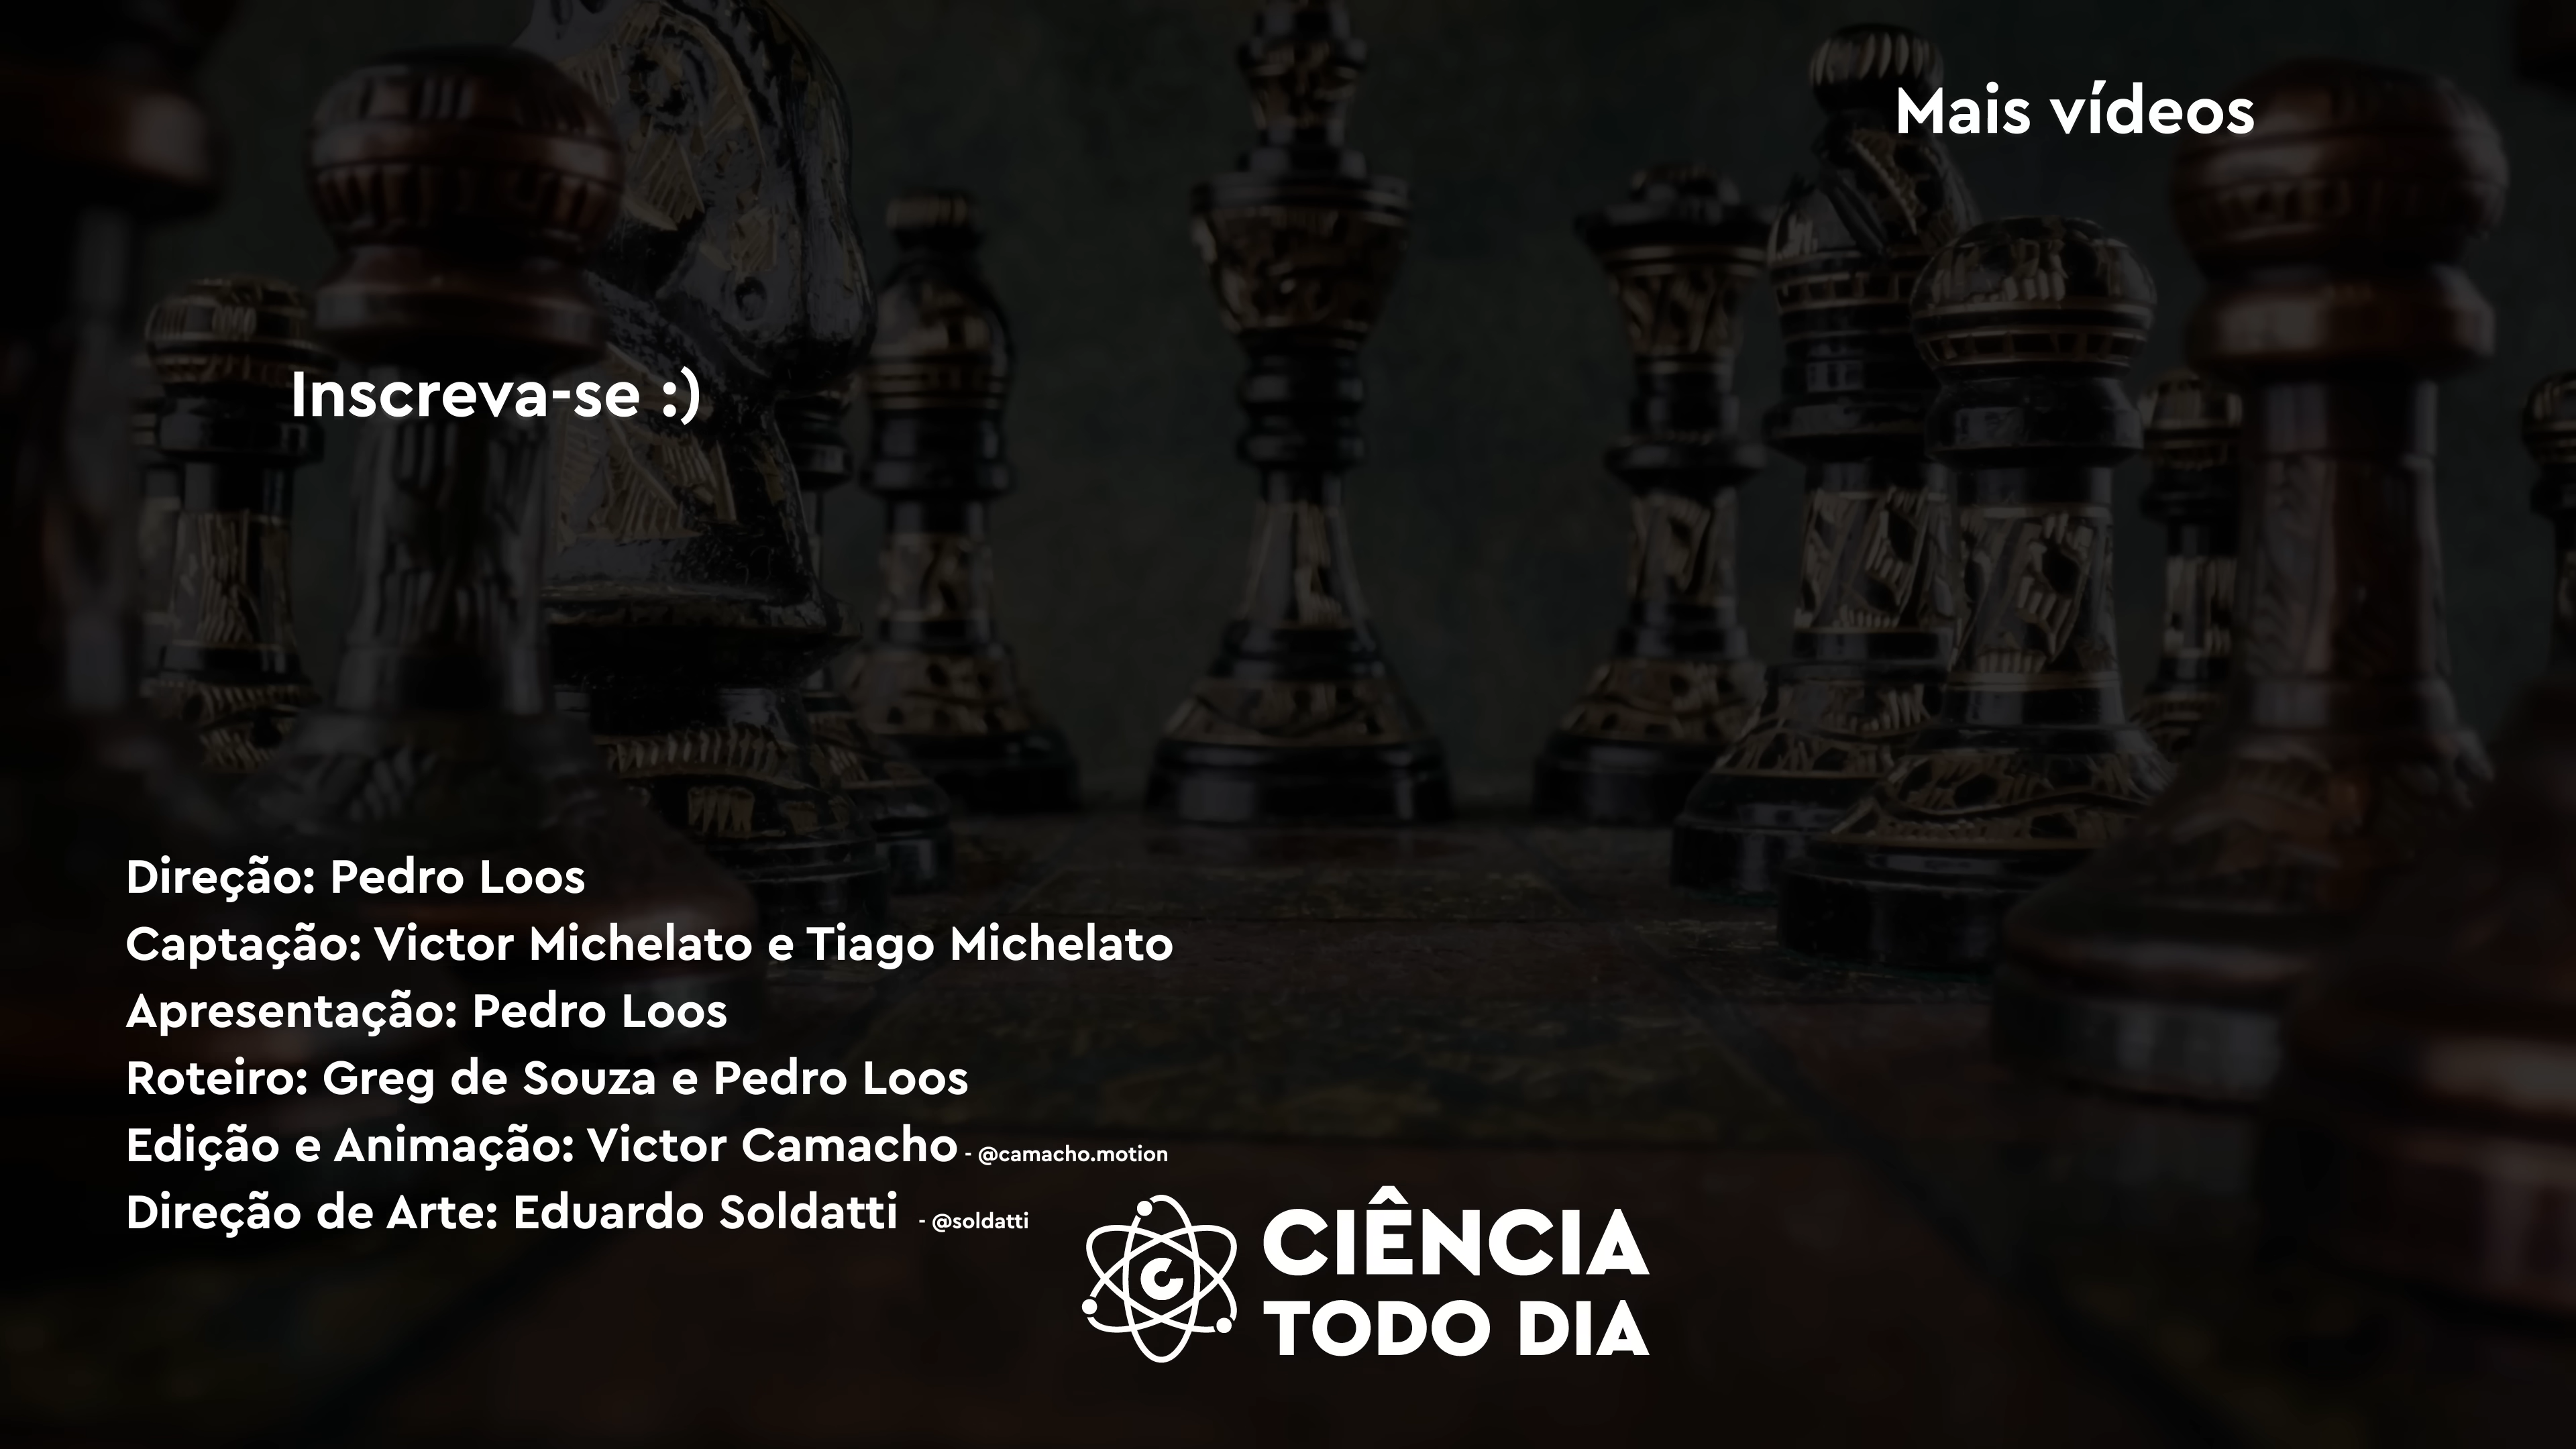 Mais vídeos
Inscreva-se :)
Direção: Pedro Loos
Captação: Victor Michelato e Tiago Michelato
Apresentação: Pedro Loos
Roteiro: Greg de Souza e Pedro Loos
Edição e Animação: Victor Camacho - @camacho.motion
Direção de Arte: Eduardo Soldatti - @soldatti
CIÊNCIA
TODO DIA